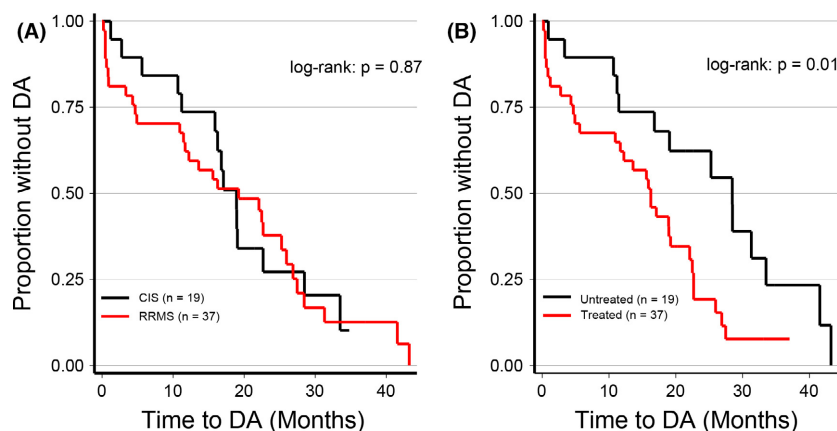 (A)
log-rank: p = 0.87
Proportion without DA
1.00
0.75
0.50
0.25
0.00
CIS (n = 19)
RRMS (n = 37)
0 10 20 30 40
Time to DA (Months)
(B)
log-rank: p = 0.01
Proportion without DA
1.00
0.75
0.50
0.25
0.00
Untreated (n = 19)
Treated (n = 37)
0 10 20 30 40
Time to DA (Months)